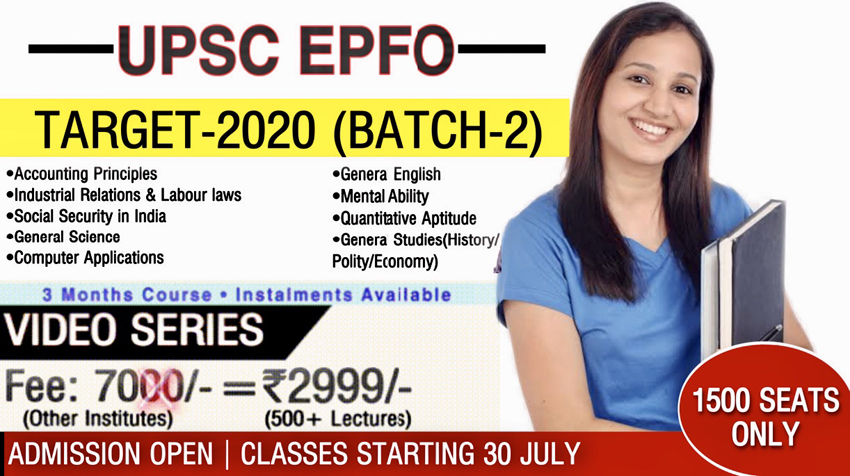 UPSC EPFO
TARGET-2020 (BATCH-2)
•Accounting Principles
•Industrial Relations & Labour laws
•Social Security in India
•General Science
•Computer Applications
•Genera English
•Mental Ability
•Quantitative Aptitude
•Genera Studies(History/
Polity/Economy)
3 Months Course • Instalments Available
VIDEO SERIES
Fee: 7000/- = ₹2999/-
(Other Institutes) (500+ Lectures)
1500 SEATS
ONLY
ADMISSION OPEN | CLASSES STARTING 30 JULY